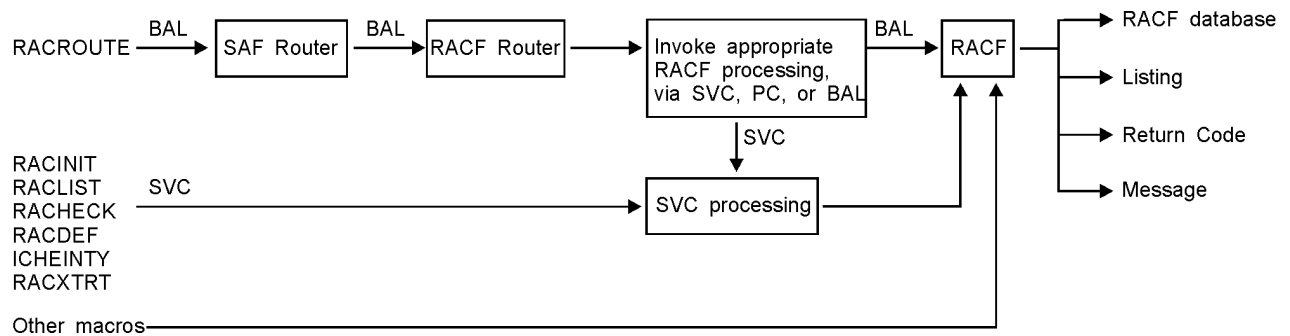 RACROUTE
BAL
SAF Router
BAL
RACF Router
Invoke appropriate
RACF processing,
via SVC, PC, or BAL
BAL
RACF
RACF database
Listing
Return Code
Message
SVC
RACINIT
RACLIST
RACHECK
RACDEF
ICHEINTY
RACXTRT
SVC
SVC processing
Other macros